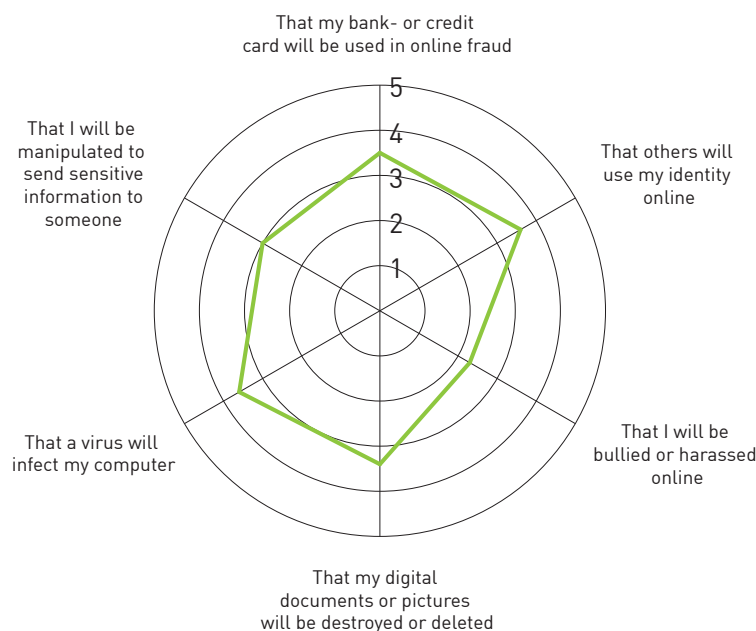 That my bank- or credit
card will be used in online fraud
5
4
3
2
1
That others will
use my identity
online
That I will be
bullied or harassed
online
That my digital
documents or pictures
will be destroyed or deleted
That a virus will
infect my computer
That I will be
manipulated to
send sensitive
information to
someone